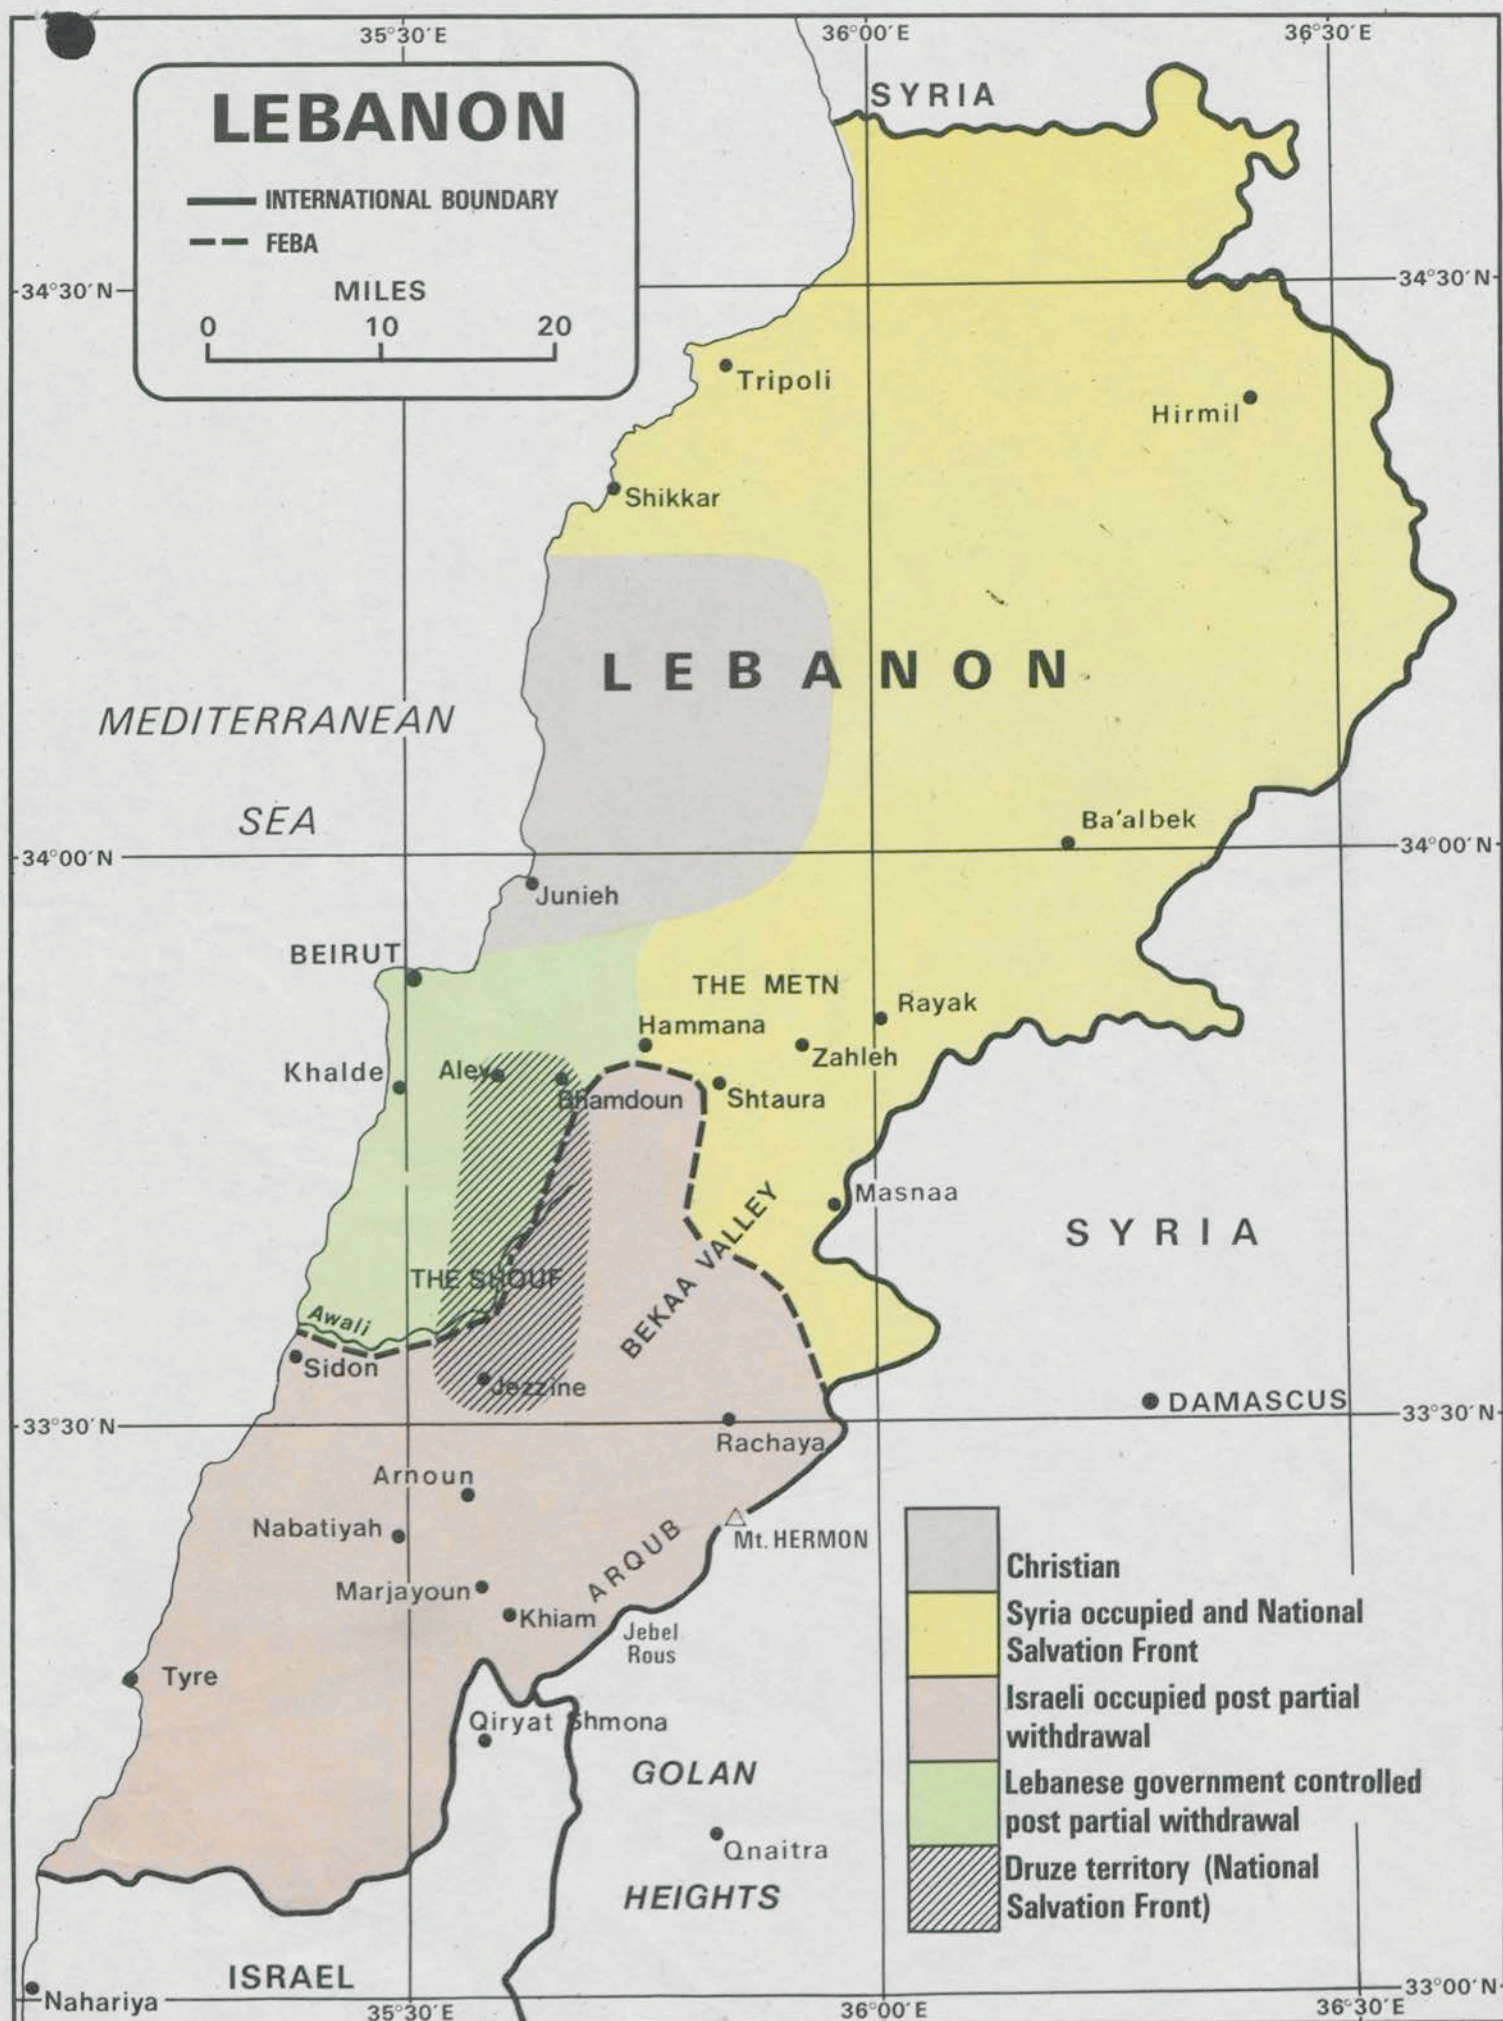 35°30'E
36°00'E
36°30'E
LEBANON
INTERNATIONAL BOUNDARY
FEBA
MILES
0 10 20
SYRIA
34°30'N
34°30'N
Tripoli
Hirmil
Shikkar
LEBANON
MEDITERRANEAN
SEA
Ba'albek
34°00'N
34°00'N
Junieh
BEIRUT
THE METN
Rayak
Hammana
Zahleh
Khalde
Aley
Bhamdoun
Shtaura
Masnaa
SYRIA
BEKAA VALLEY
THE SHOUF
Awali
Sidon
Jezzine
DAMASCUS
33°30'N
33°30'N
Rachaya
Arnoun
Nabatiyah
Mt. HERMON
ARQUB
Marjayoun
Khiam
Jebel
Rous
Tyre
Qiryat Shmona
GOLAN
Qnaitra
HEIGHTS
Christian
Syria occupied and National
Salvation Front
Israeli occupied post partial
withdrawal
Lebanese government controlled
post partial withdrawal
Druze territory (National
Salvation Front)
ISRAEL
Nahariya
33°00'N
35°30'E
36°00'E
36°30'E